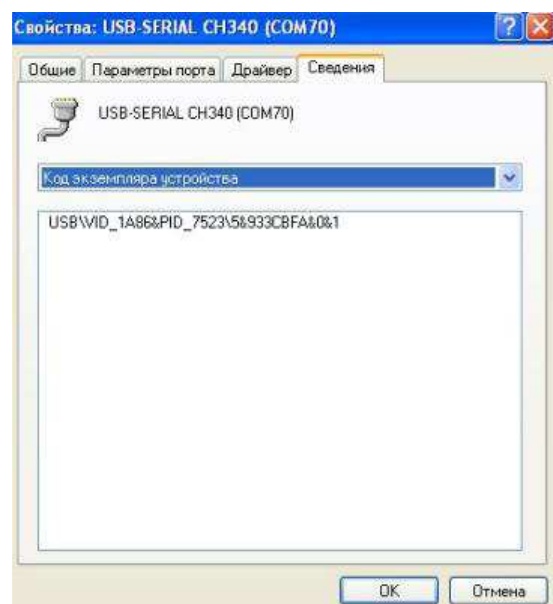 Свойства: USB-SERIAL CH340 (COM70)
Общие Параметры порта Драйвер Сведения
USB-SERIAL CH340 (COM70)
Код экземпляра устройства
USB\VID_1A86&PID_7523\5&933CBFA&0&1
OK Отмена